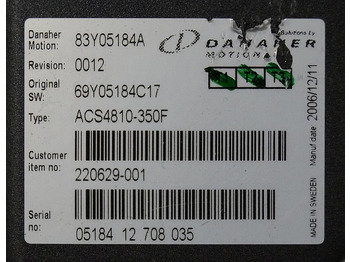 Danaher Motion: 83Y05184A
Solutions by
DANAHER
MOTION
Revision: 0012
Original SW: 69Y05184C17
Type: ACS4810-350F
Customer item no: 220629-001
Serial no: 05184 12 708 035
Manuf date 2006/12/11
MADE IN SWEDEN